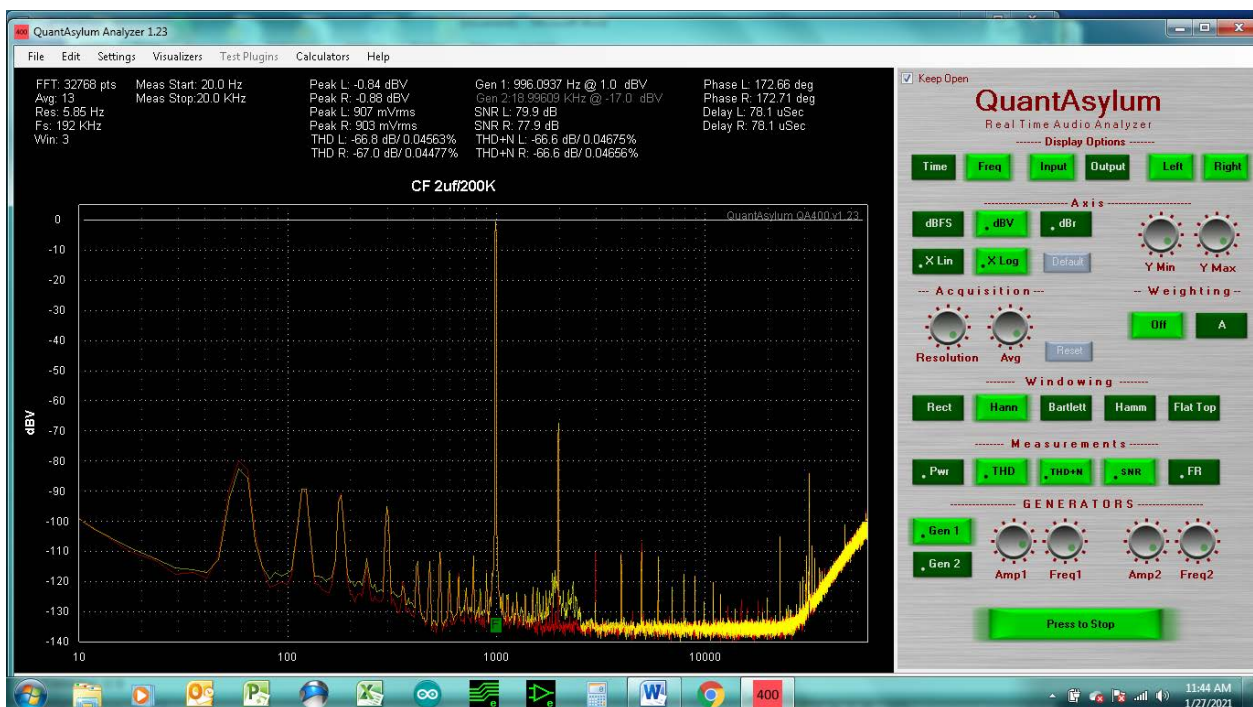 QuantAsylum Analyzer 1.23
File Edit Settings Visualizers Test Plugins Calculators Help
FFT: 32768 pts
Avg: 13
Res: 5.85 Hz
Fs: 192 KHz
Win: 3
Meas Start: 20.0 Hz
Meas Stop:20.0 KHz
Peak L: -0.84 dBV
Peak R: -0.88 dBV
Peak L: 907 mVrms
Peak R: 903 mVrms
THD L: -66.8 dB/ 0.04563%
THD R: -67.0 dB/ 0.04477%
Gen 1: 996.0937 Hz @ 1.0 dBV
Gen 2:18.99609 KHz @ -17.0 dBV
SNR L: 79.9 dB
SNR R: 77.9 dB
THD+N L: -66.6 dB/ 0.04675%
THD+N R: -66.6 dB/ 0.04656%
Phase L: 172.66 deg
Phase R: 172.71 deg
Delay L: 78.1 uSec
Delay R: 78.1 uSec
CF 2uf/200K
QuantAsylum QA400 v1.23
0
-10
-20
-30
-40
-50
-60
-70
-80
-90
-100
-110
-120
-130
-140
dBV
F
10 100 1000 10000
Keep Open
QuantAsylum
Real Time Audio Analyzer
Display Options
Time Freq Input Output Left Right
Axis
dBFS dBV dBr
X Lin X Log Default
Y Min Y Max
Acquisition
Weighting
Off A
Resolution Avg Reset
Windowing
Rect Hann Bartlett Hamm Flat Top
Measurements
Pwr THD THD+N SNR FR
GENERATORS
Gen 1
Gen 2
Amp1 Freq1 Amp2 Freq2
Press to Stop
400
11:44 AM
1/27/2021